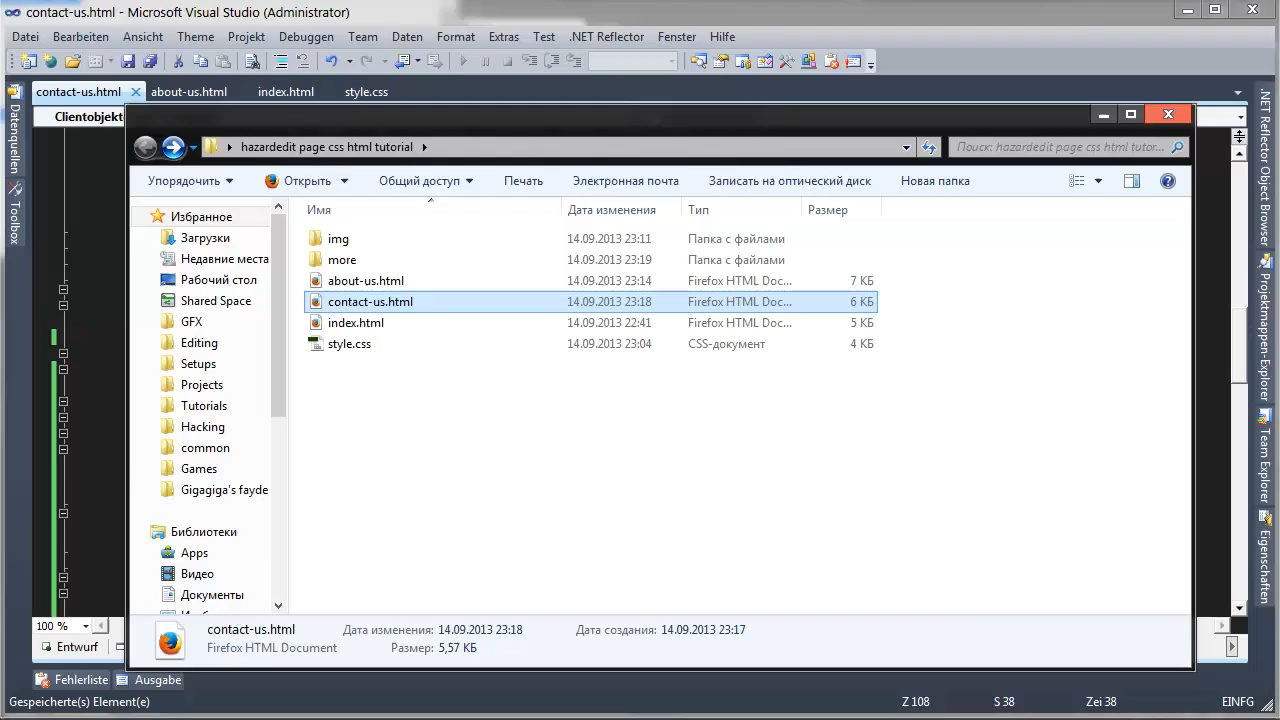 contact-us.html - Microsoft Visual Studio (Administrator)
Datei Bearbeiten Ansicht Theme Projekt Debuggen Team Daten Format Extras Test .NET Reflector Fenster Hilfe
contact-us.html about-us.html index.html style.css
Clientobjekt
hazardedit page css html tutorial
Поиск: hazardedit page css html tutor...
Упорядочить Открыть Общий доступ Печать Электронная почта Записать на оптический диск Новая папка
Имя Дата изменения Тип Размер
img 14.09.2013 23:11 Папка с файлами
more 14.09.2013 23:19 Папка с файлами
about-us.html 14.09.2013 23:14 Firefox HTML Doc... 7 КБ
contact-us.html 14.09.2013 23:18 Firefox HTML Doc... 6 КБ
index.html 14.09.2013 22:41 Firefox HTML Doc... 5 КБ
style.css 14.09.2013 23:04 CSS-документ 4 КБ
Избранное
Загрузки
Недавние места
Рабочий стол
Shared Space
GFX
Editing
Setups
Projects
Tutorials
Hacking
common
Games
Gigagiga's fayde
Библиотеки
Apps
Видео
Документы
contact-us.html Дата изменения: 14.09.2013 23:18 Дата создания: 14.09.2013 23:17
Firefox HTML Document Размер: 5,57 КБ
Datenquellen
Toolbox
.NET Reflector Object Browser
Projektmappen-Explorer
Team Explorer
Eigenschaften
100 %
Entwurf
Fehlerliste Ausgabe
Gespeicherte(s) Element(e) Z 108 S 38 Zei 38 EINFG